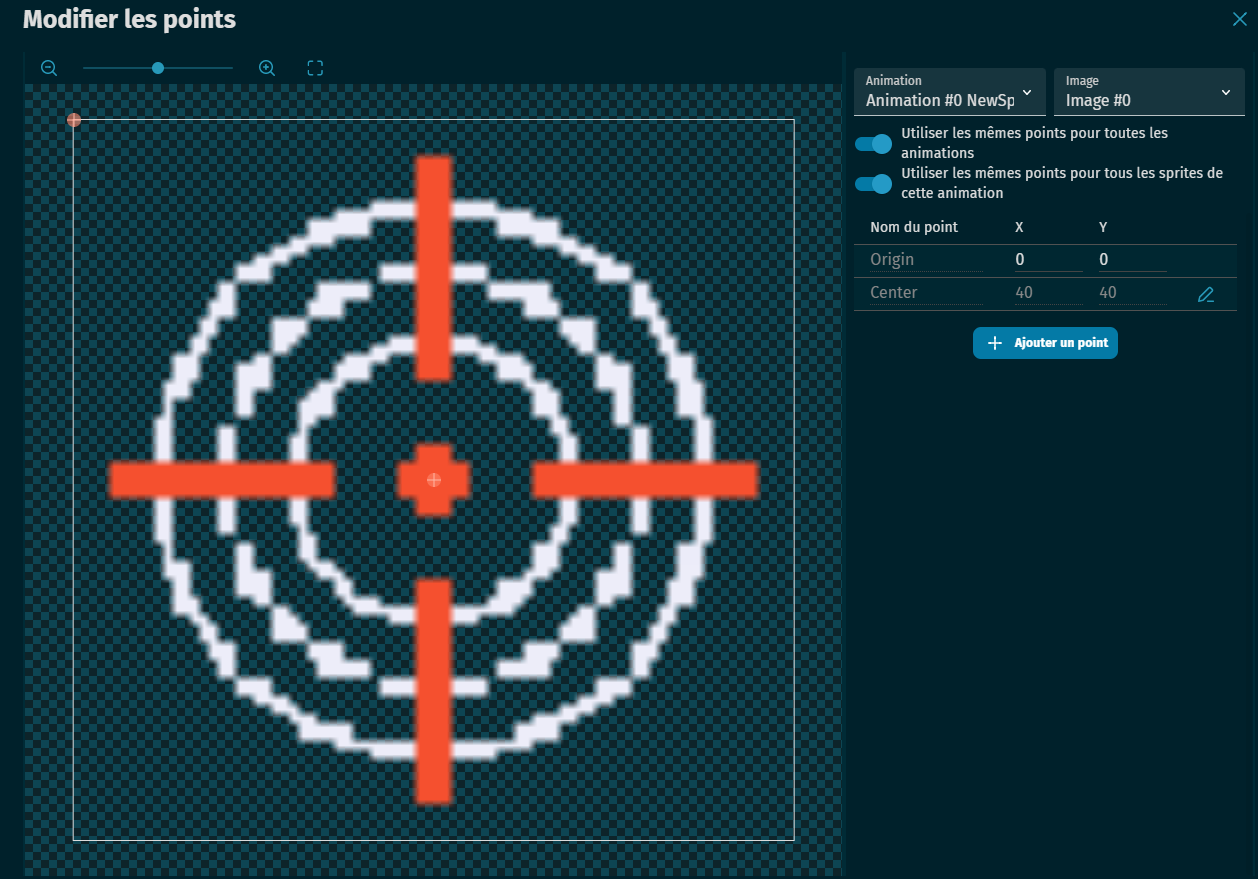 Modifier les points
Animation
Image
Animation #0 NewSp
Image #0
Utiliser les mêmes points pour toutes les
animations
Utiliser les mêmes points pour tous les sprites de
cette animation
Nom du point X Y
Origin 0 0
Center 40 40
Ajouter un point